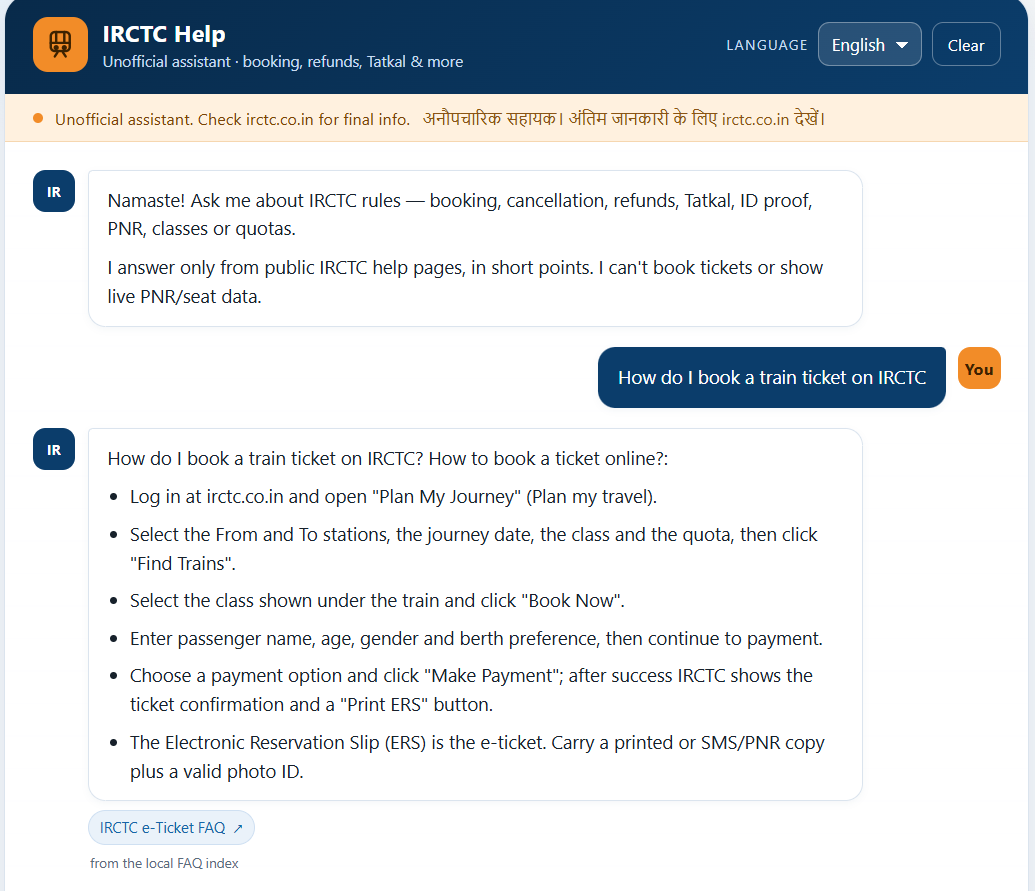 IRCTC Help
Unofficial assistant · booking, refunds, Tatkal & more
LANGUAGE
English
Clear
Unofficial assistant. Check irctc.co.in for final info. अनौपचारिक सहायक। अंतिम जानकारी के लिए irctc.co.in देखें।
IR
Namaste! Ask me about IRCTC rules — booking, cancellation, refunds, Tatkal, ID proof,
PNR, classes or quotas.
I answer only from public IRCTC help pages, in short points. I can't book tickets or show
live PNR/seat data.
How do I book a train ticket on IRCTC
You
IR
How do I book a train ticket on IRCTC? How to book a ticket online?:
• Log in at irctc.co.in and open "Plan My Journey" (Plan my travel).
• Select the From and To stations, the journey date, the class and the quota, then click
"Find Trains".
• Select the class shown under the train and click "Book Now".
• Enter passenger name, age, gender and berth preference, then continue to payment.
• Choose a payment option and click "Make Payment"; after success IRCTC shows the
ticket confirmation and a "Print ERS" button.
• The Electronic Reservation Slip (ERS) is the e-ticket. Carry a printed or SMS/PNR copy
plus a valid photo ID.
IRCTC e-Ticket FAQ ↗
from the local FAQ index